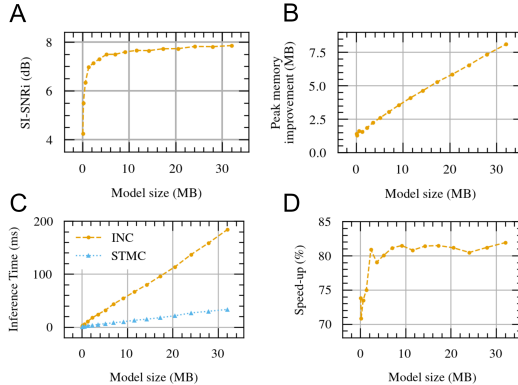 A
8
6
4
SI-SNRi (dB)
0
10
20
30
Model size (MB)
B
7.5
5.0
2.5
0.0
Peak memory
improvement (MB)
0
10
20
30
Model size (MB)
C
200
100
0
Inference Time (ms)
INC
STMC
0
10
20
30
Model size (MB)
D
85
80
75
70
Speed-up (%)
0
10
20
30
Model size (MB)